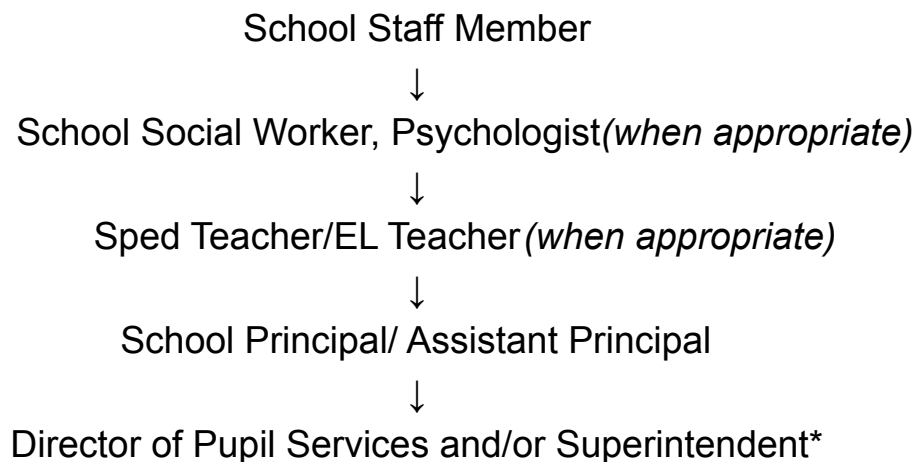 School Staff Member
↓
School Social Worker, Psychologist(when appropriate)
↓
Sped Teacher/EL Teacher(when appropriate)
↓
School Principal/ Assistant Principal
↓
Director of Pupil Services and/or Superintendent*